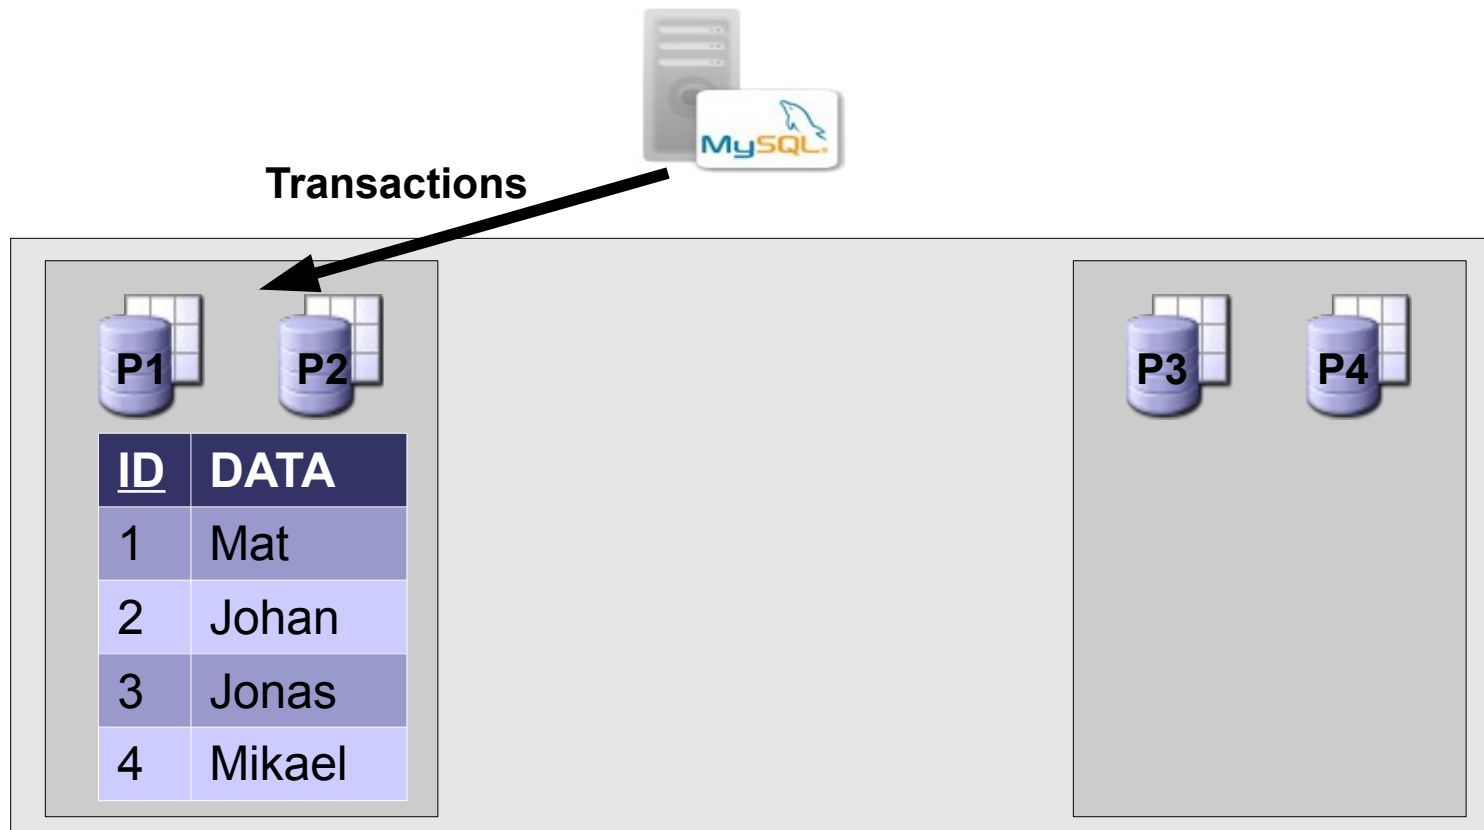 MySQL
Transactions
P1 P2 P3 P4
ID DATA
1 Mat
2 Johan
3 Jonas
4 Mikael